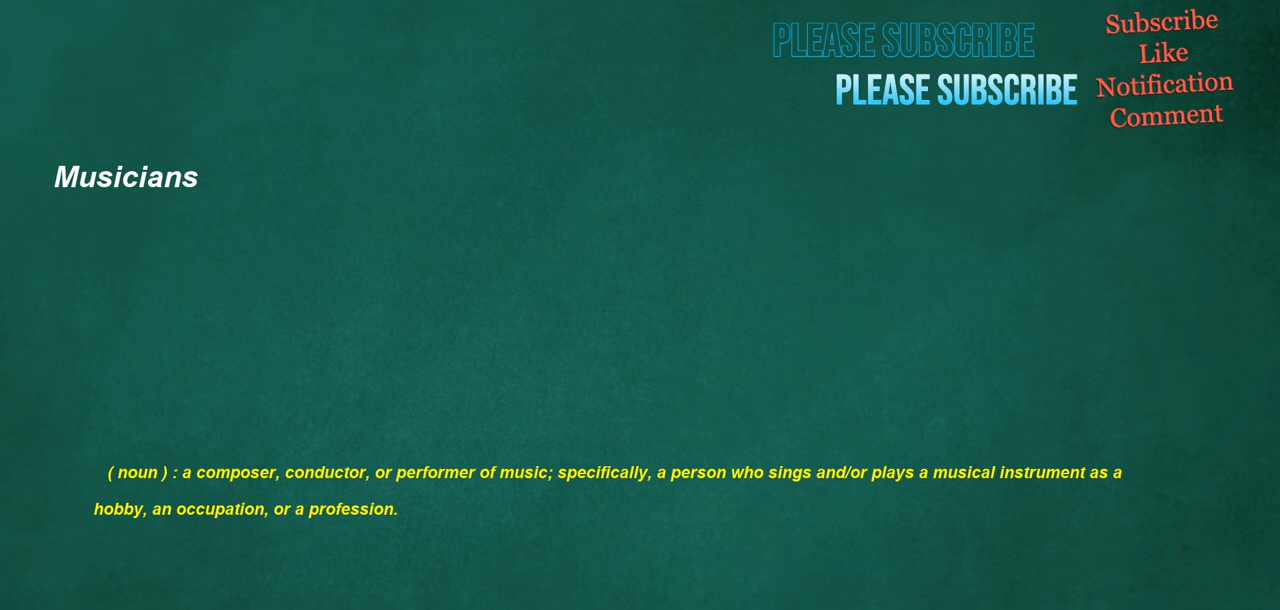 PLEASE SUBSCRIBE
PLEASE SUBSCRIBE
Subscribe
Like
Notification
Comment
Musicians
( noun ) : a composer, conductor, or performer of music; specifically, a person who sings and/or plays a musical instrument as a
hobby, an occupation, or a profession.